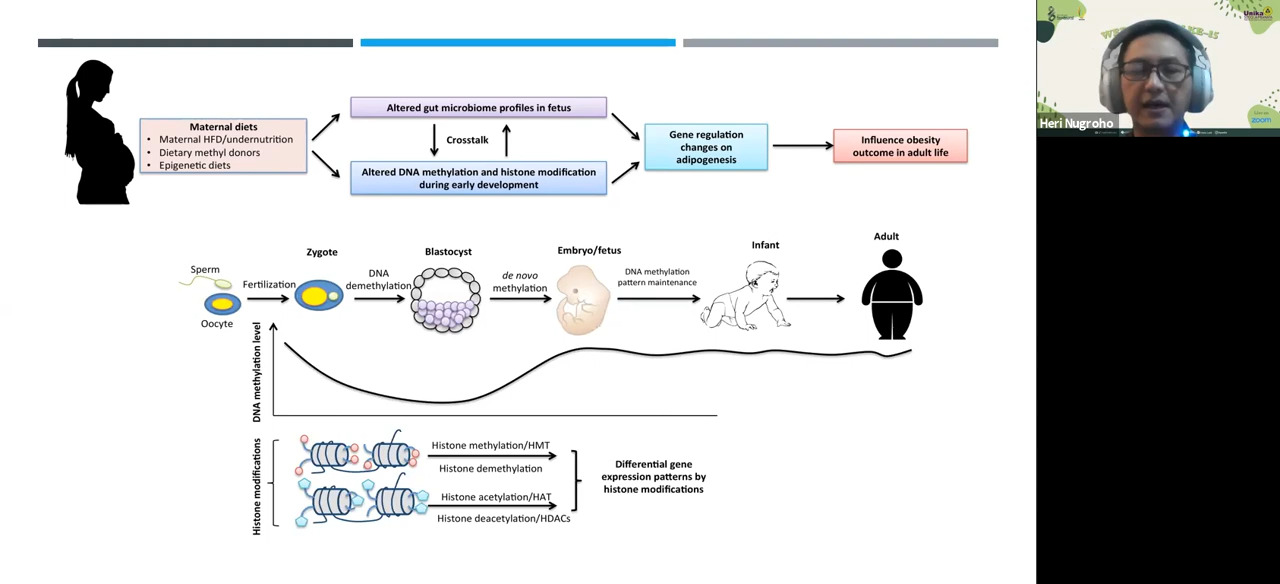 Maternal diets
• Maternal HFD/undernutrition
• Dietary methyl donors
• Epigenetic diets
Altered gut microbiome profiles in fetus
Crosstalk
Altered DNA methylation and histone modification
during early development
Gene regulation
changes on
adipogenesis
Influence obesity
outcome in adult life
Sperm
Oocyte
Fertilization
Zygote
DNA
demethylation
Blastocyst
de novo
methylation
Embryo/fetus
DNA methylation
pattern maintenance
Infant
Adult
DNA methylation level
Histone modifications
Histone methylation/HMT
Histone demethylation
Histone acetylation/HAT
Histone deacetylation/HDACs
Differential gene
expression patterns by
histone modifications
Unika
Heri Nugroho
zoom